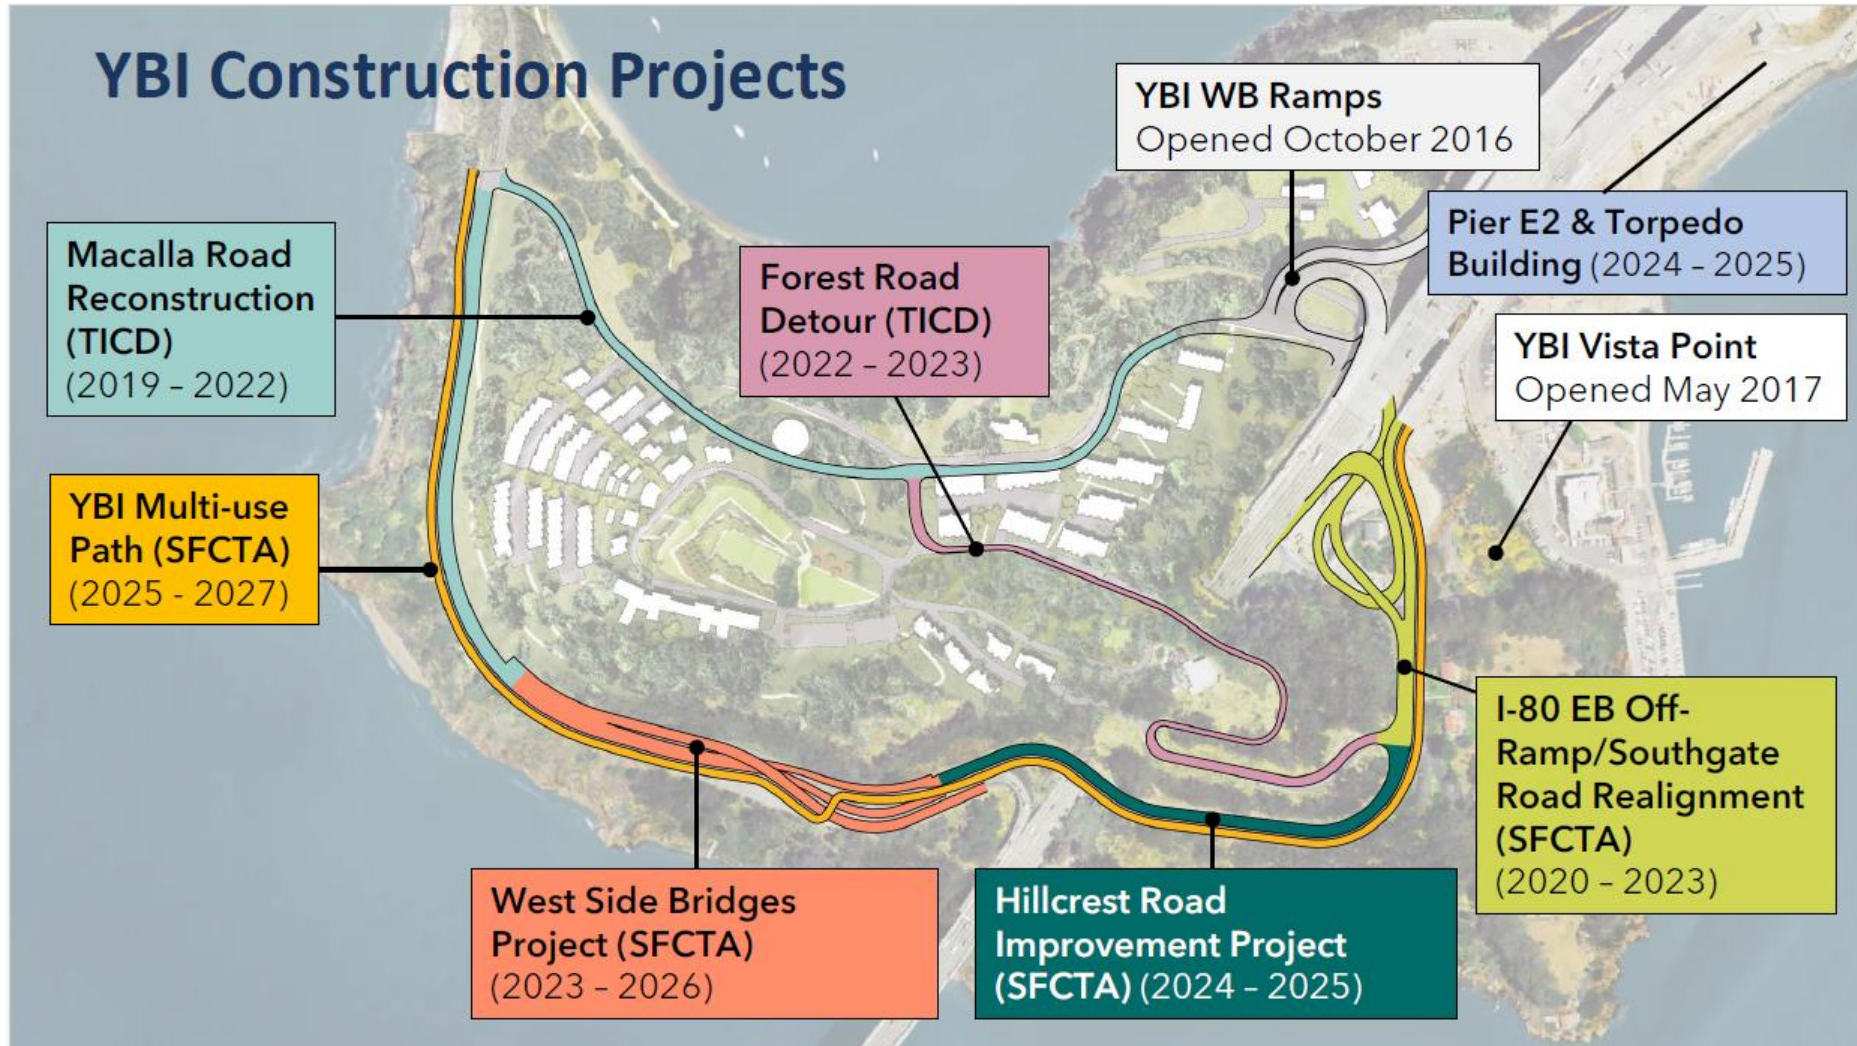 YBI Construction Projects
YBI WB Ramps
Opened October 2016
Pier E2 & Torpedo
Building (2024 – 2025)
Macalla Road
Reconstruction
(TICD)
(2019 – 2022)
Forest Road
Detour (TICD)
(2022 – 2023)
YBI Vista Point
Opened May 2017
YBI Multi-use
Path (SFCTA)
(2025 - 2027)
I-80 EB Off-
Ramp/Southgate
Road Realignment
(SFCTA)
(2020 – 2023)
West Side Bridges
Project (SFCTA)
(2023 – 2026)
Hillcrest Road
Improvement Project
(SFCTA) (2024 – 2025)